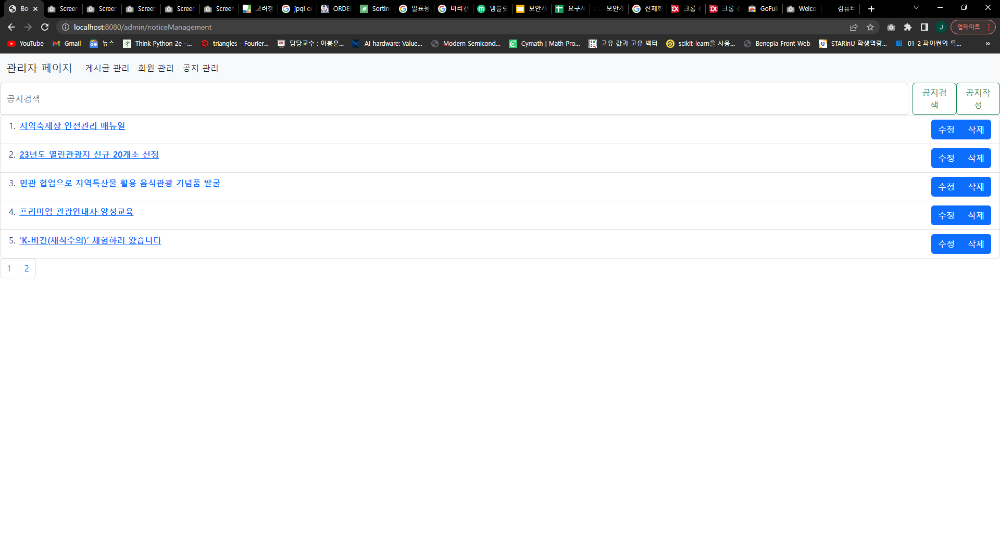 Bo
Screen
Screen
Screen
Screen
Screen
고려청
jpql or
ORDER
Sorting
발표용
미리캔
템플릿
보안기
요구사
보안기
전체호
크롬 전
크롬 전
GoFull
Welco
컴퓨터
localhost:8080/admin/noticeManagement
업데이트
YouTube
Gmail
뉴스
Think Python 2e –...
triangles - Fourier...
담당교수 : 이봉운...
AI hardware: Value...
Modern Semicond...
Cymath | Math Pro...
고유 값과 고유 벡터
scikit-learn을 사용...
Benepia Front Web
STARinU 학생역량...
01-2 파이썬의 특...
»
관리자 페이지 게시글 관리 회원 관리 공지 관리
공지검색
공지검
색
공지작
성
1. 지역축제장 안전관리 매뉴얼
수정 삭제
2. 23년도 열린관광지 신규 20개소 선정
수정 삭제
3. 민관 협업으로 지역특산물 활용 음식관광 기념품 발굴
수정 삭제
4. 프리미엄 관광안내사 양성교육
수정 삭제
5. ‘K-비건(채식주의)’ 체험하러 왔습니다
수정 삭제
1 2